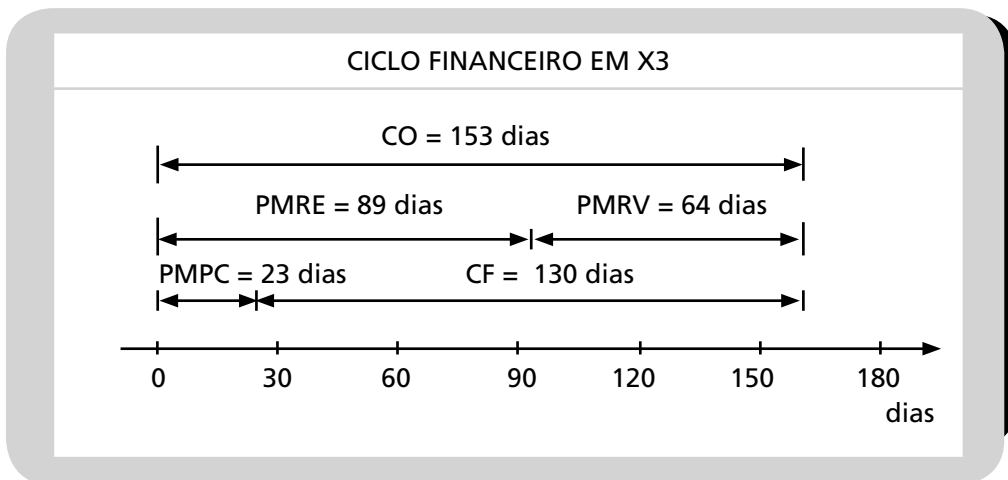 CICLO FINANCEIRO EM X3
CO = 153 dias
PMRE = 89 dias PMRV = 64 dias
PMPC = 23 dias CF = 130 dias
0 30 60 90 120 150 180
dias